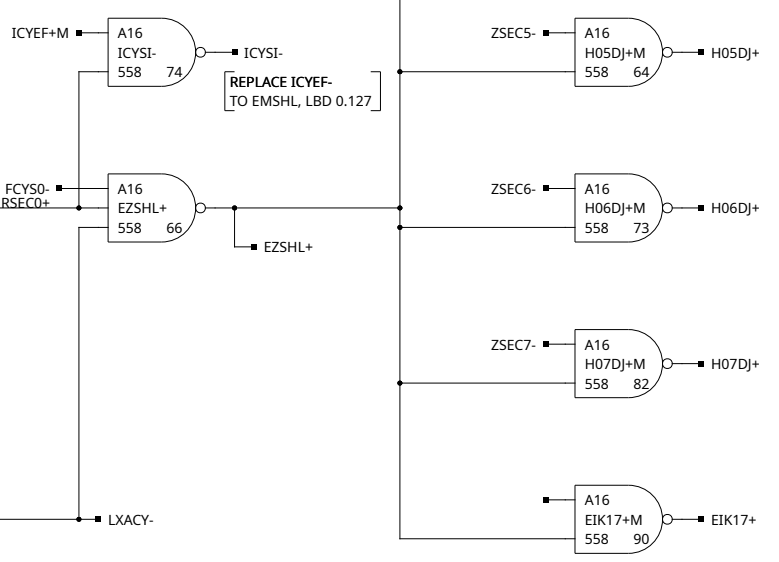 ICYEF+M
A16
ICYSI-
558 74
ICYSI-
REPLACE ICYEF-
TO EMSHL, LBD 0.127
FCYS0-
RSEC0+
A16
EZSHL+
558 66
EZSHL+
LXACY-
ZSEC5-
A16
H05DJ+M
558 64
H05DJ+
ZSEC6-
A16
H06DJ+M
558 73
H06DJ+
ZSEC7-
A16
H07DJ+M
558 82
H07DJ+
A16
EIK17+M
558 90
EIK17+